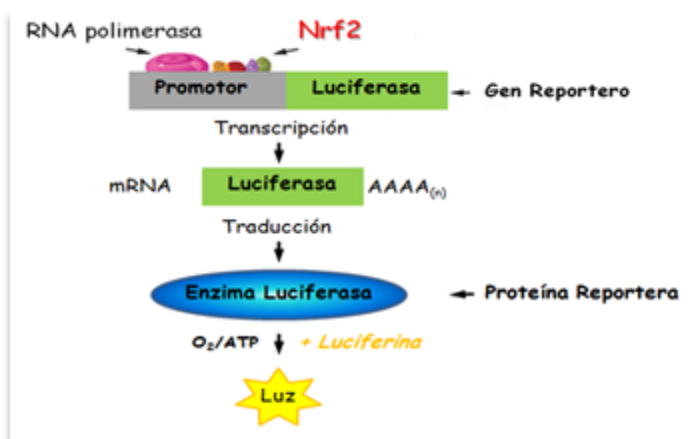 RNA polimerasa
Nrf2
Promotor
Luciferasa
Gen Reportero
Transcripción
mRNA
Luciferasa
AAAA(n)
Traducción
Enzima Luciferasa
Proteína Reportera
O₂/ATP
+ Luciferina
Luz